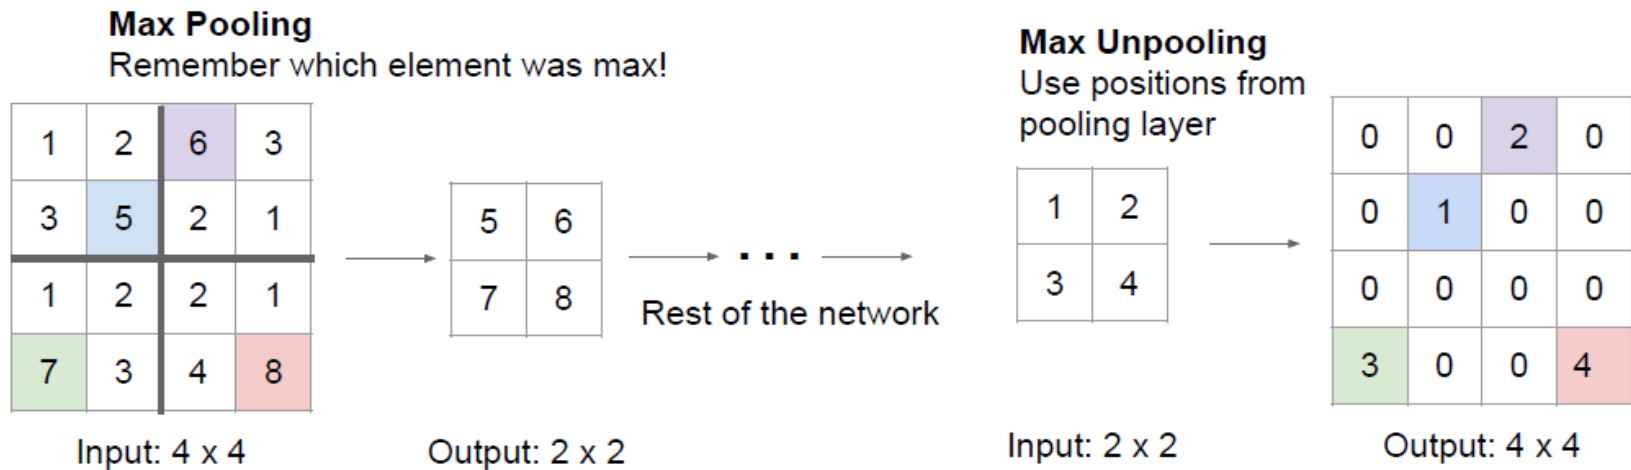 Max Pooling
Remember which element was max!
1 2 6 3
3 5 2 1
1 2 2 1
7 3 4 8
Input: 4 x 4
5 6
7 8
Output: 2 x 2
...
Rest of the network
Max Unpooling
Use positions from
pooling layer
1 2
3 4
Input: 2 x 2
0 0 2 0
0 1 0 0
0 0 0 0
3 0 0 4
Output: 4 x 4